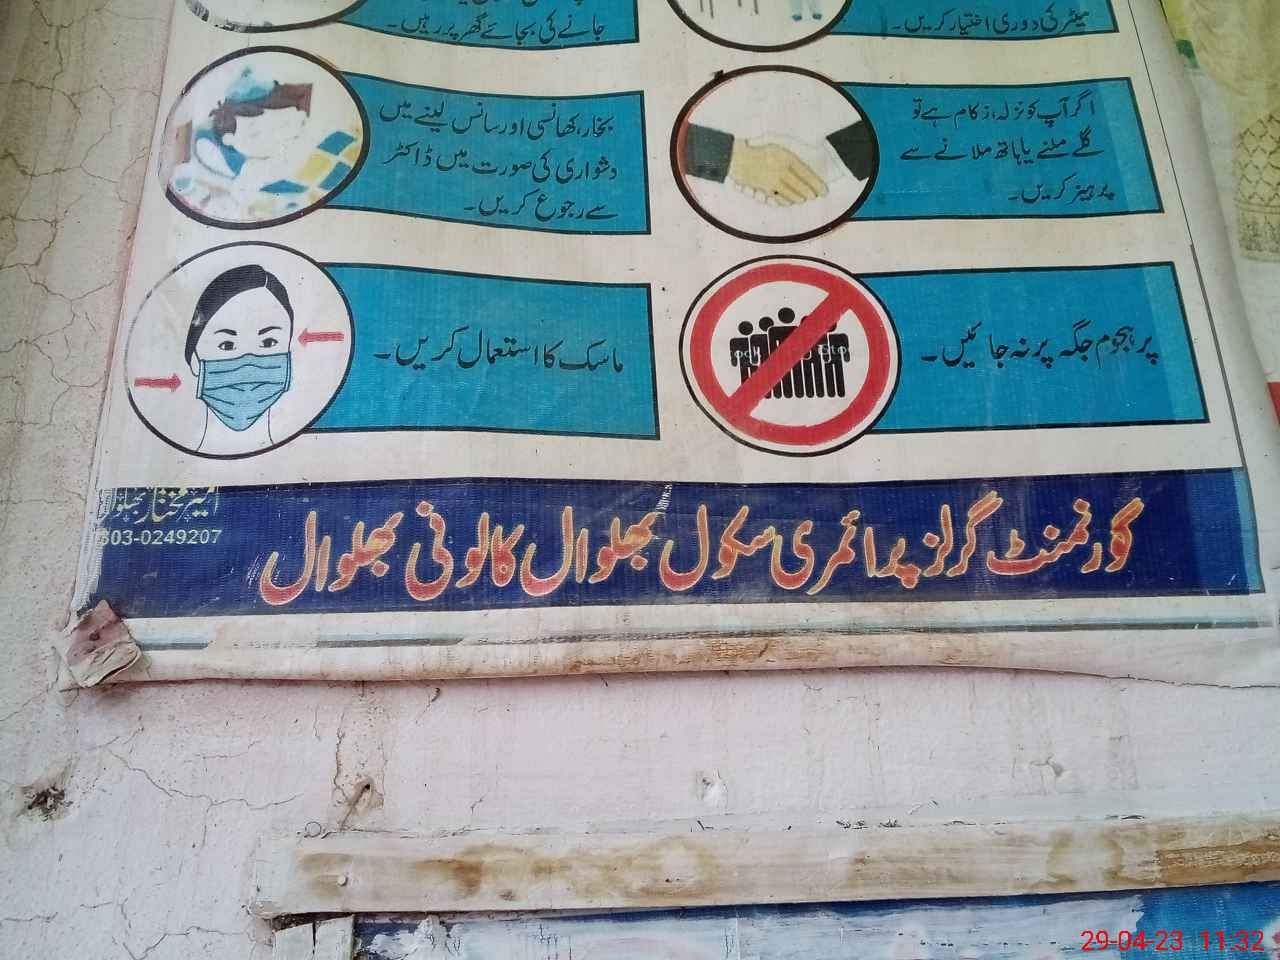 میٹر کی دوری اختیار کریں۔
جانے کی بجائے گھر پر رہیں۔
اگر آپ کو نزلہ، زکام ہے تو
گلے ملنے یا ہاتھ ملانے سے
پرہیز کریں۔
بخار، کھانسی اور سانس لینے میں
دشواری کی صورت میں ڈاکٹر
سے رجوع کریں۔
پرہجوم جگہ پر نہ جائیں۔
ماسک کا استعمال کریں۔
گورنمنٹ گرلز پرائمری سکول بھلوال کالونی بھلوال
303-0249207
29-04-23 11:32